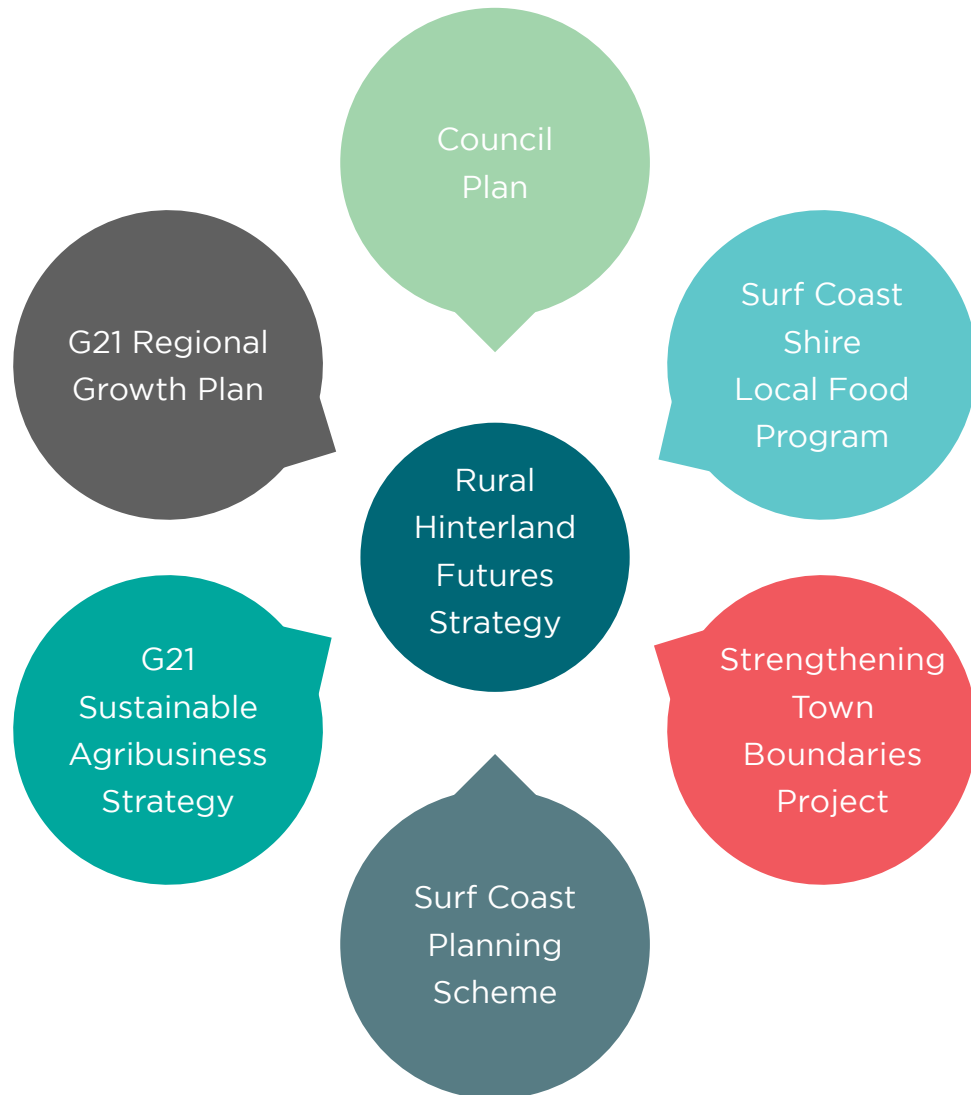 Council
Plan
G21 Regional
Growth Plan
Surf Coast
Shire
Local Food
Program
Rural
Hinterland
Futures
Strategy
G21
Sustainable
Agribusiness
Strategy
Strengthening
Town
Boundaries
Project
Surf Coast
Planning
Scheme